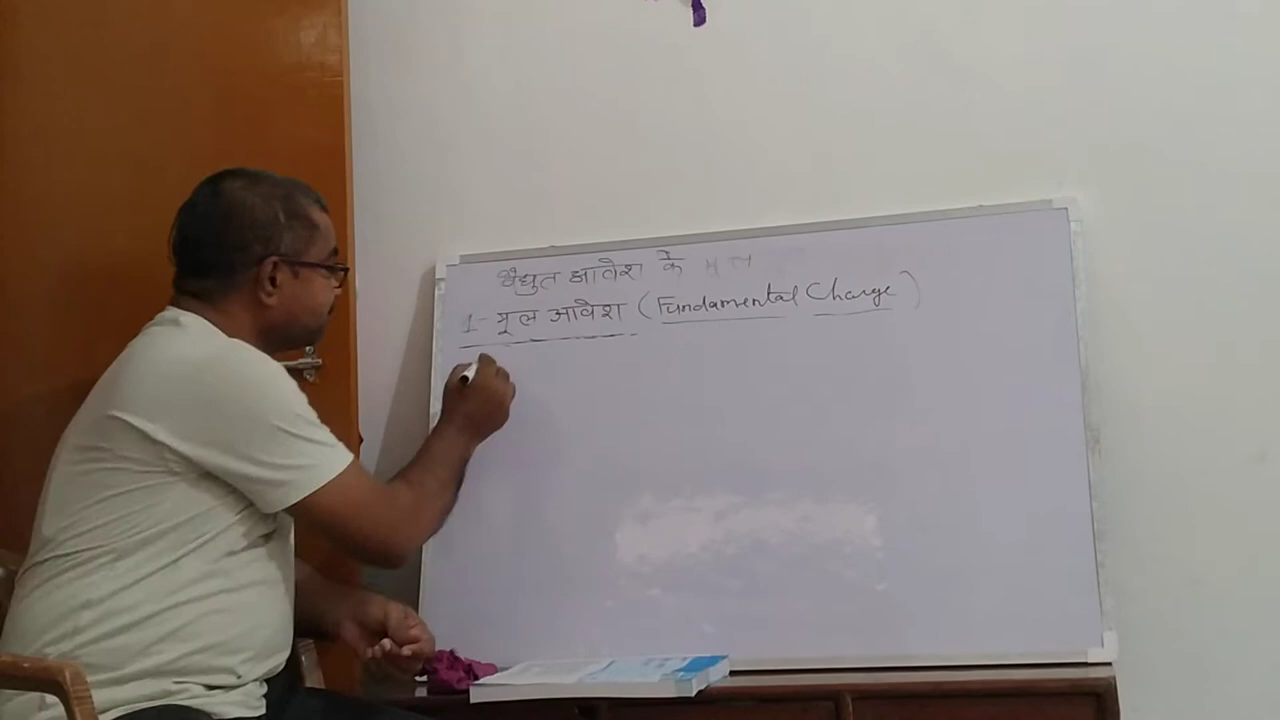 वैद्युत आवेश के मूल
1- मूल आवेश (Fundamental Charge)